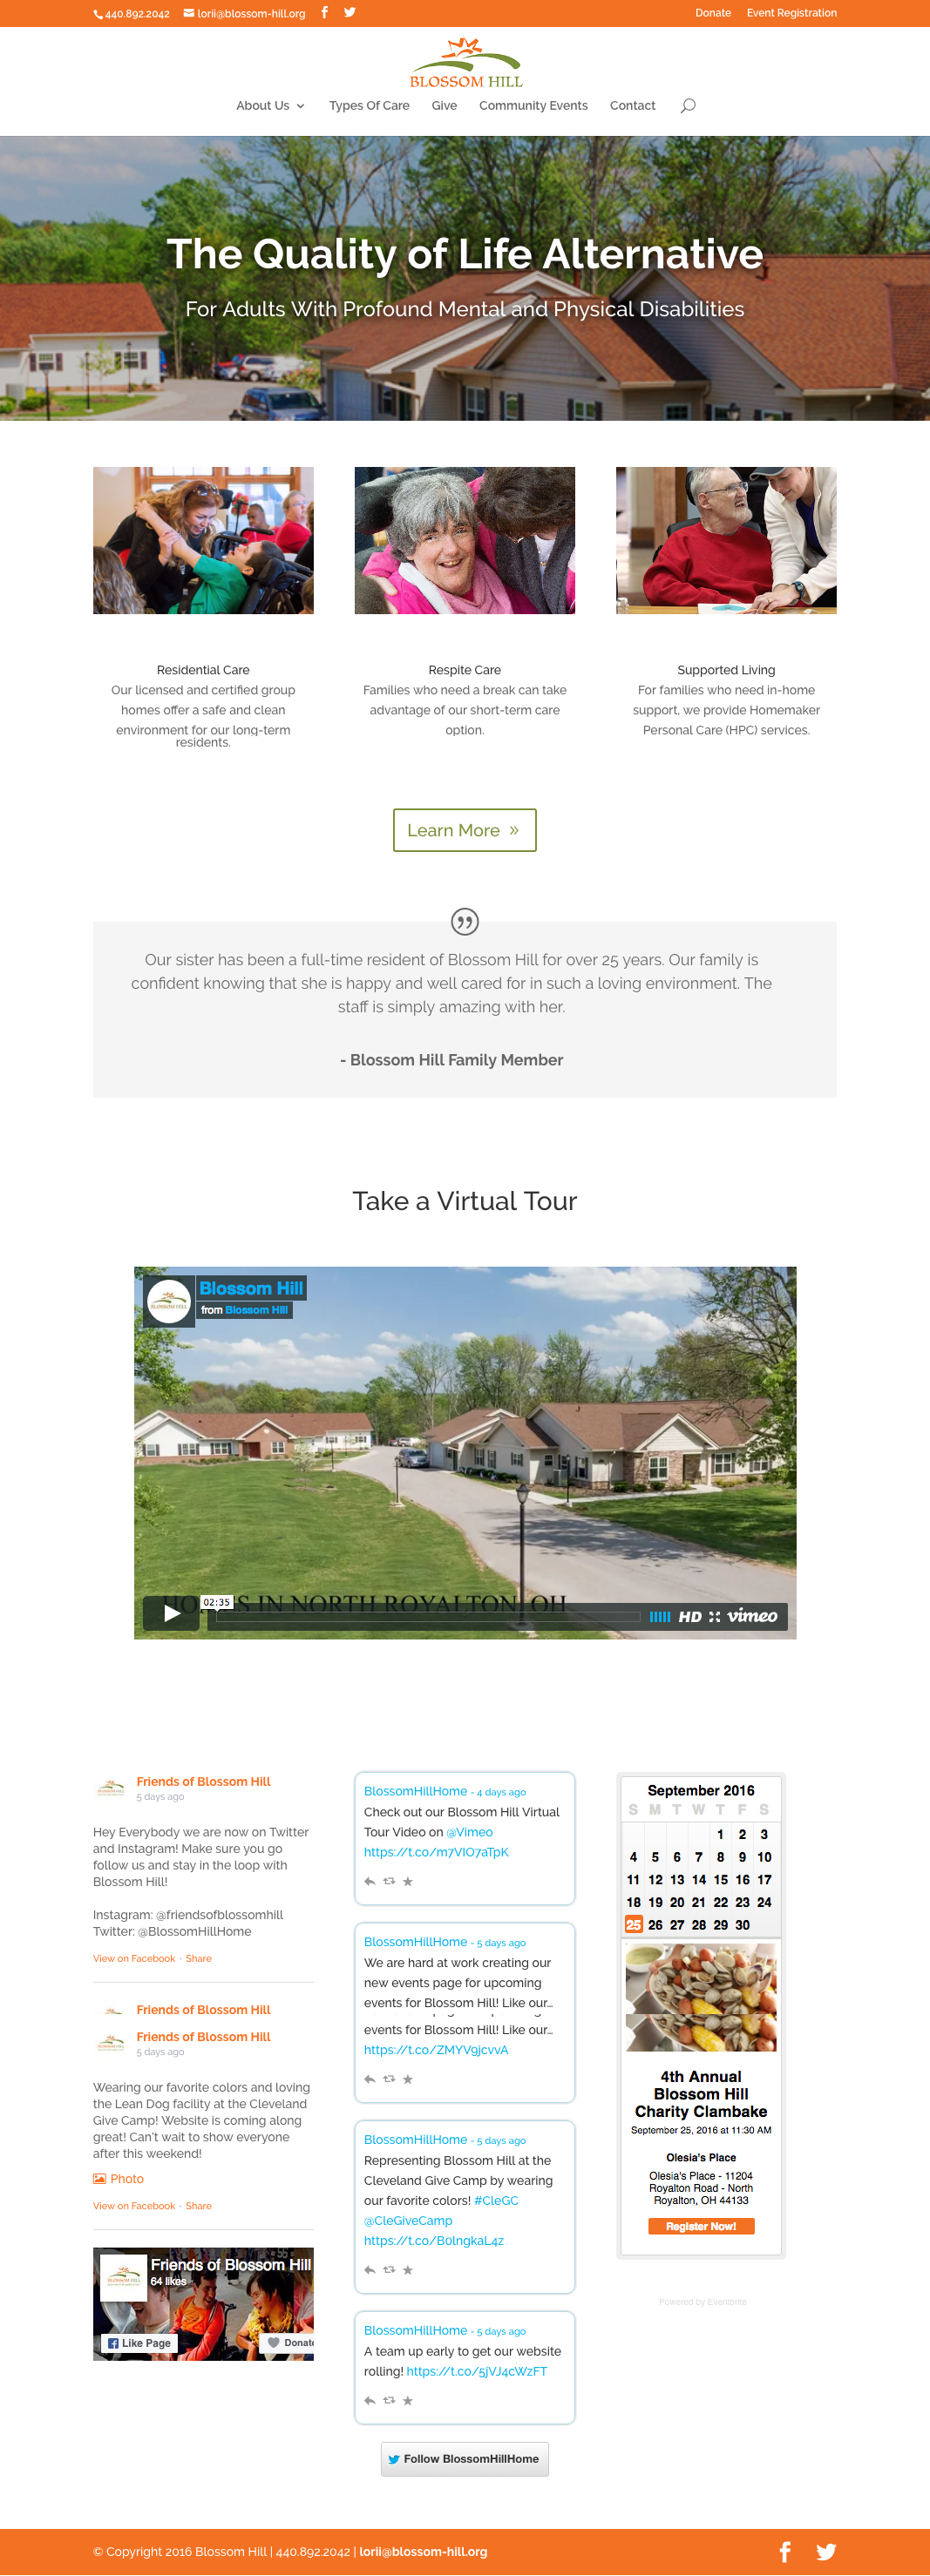 440.892.2042 lorii@blossom-hill.org
Donate Event Registration
BLOSSOM HILL
About Us Types Of Care Give Community Events Contact
The Quality of Life Alternative
For Adults With Profound Mental and Physical Disabilities
Residential Care
Our licensed and certified group
homes offer a safe and clean
environment for our long-term
residents.
Respite Care
Families who need a break can take
advantage of our short-term care
option.
Supported Living
For families who need in-home
support, we provide Homemaker
Personal Care (HPC) services.
Learn More »
Our sister has been a full-time resident of Blossom Hill for over 25 years. Our family is
confident knowing that she is happy and well cared for in such a loving environment. The
staff is simply amazing with her.
- Blossom Hill Family Member
Take a Virtual Tour
BLOSSOM HILL
Blossom Hill
from Blossom Hill
IN NORTH ROYALTON, OH
02:35
HD vimeo
Friends of Blossom Hill
5 days ago
Hey Everybody we are now on Twitter
and Instagram! Make sure you go
follow us and stay in the loop with
Blossom Hill!
Instagram: @friendsofblossomhill
Twitter: @BlossomHillHome
View on Facebook · Share
Friends of Blossom Hill
Friends of Blossom Hill
5 days ago
Wearing our favorite colors and loving
the Lean Dog facility at the Cleveland
Give Camp! Website is coming along
great! Can't wait to show everyone
after this weekend!
Photo
View on Facebook · Share
BLOSSOM HILL
Friends of Blossom Hill
64 likes
Like Page
Donate
BlossomHillHome - 4 days ago
Check out our Blossom Hill Virtual
Tour Video on @Vimeo
https://t.co/m7VIO7aTpK
BlossomHillHome - 5 days ago
We are hard at work creating our
new events page for upcoming
events for Blossom Hill! Like our...
events for Blossom Hill! Like our...
https://t.co/ZMYV9jcvvA
BlossomHillHome - 5 days ago
Representing Blossom Hill at the
Cleveland Give Camp by wearing
our favorite colors! #CleGC
@CleGiveCamp
https://t.co/B0lngkaL4z
BlossomHillHome - 5 days ago
A team up early to get our website
rolling! https://t.co/5jVJ4cWzFT
Follow BlossomHillHome
September 2016
S M T W T F S
1 2 3
4 5 6 7 8 9 10
11 12 13 14 15 16 17
18 19 20 21 22 23 24
25 26 27 28 29 30
4th Annual
Blossom Hill
Charity Clambake
September 25, 2016 at 11:30 AM
Olesia's Place
Olesia's Place - 11204
Royalton Road - North
Royalton, OH 44133
Register Now!
Powered by Eventbrite
© Copyright 2016 Blossom Hill | 440.892.2042 | lorii@blossom-hill.org